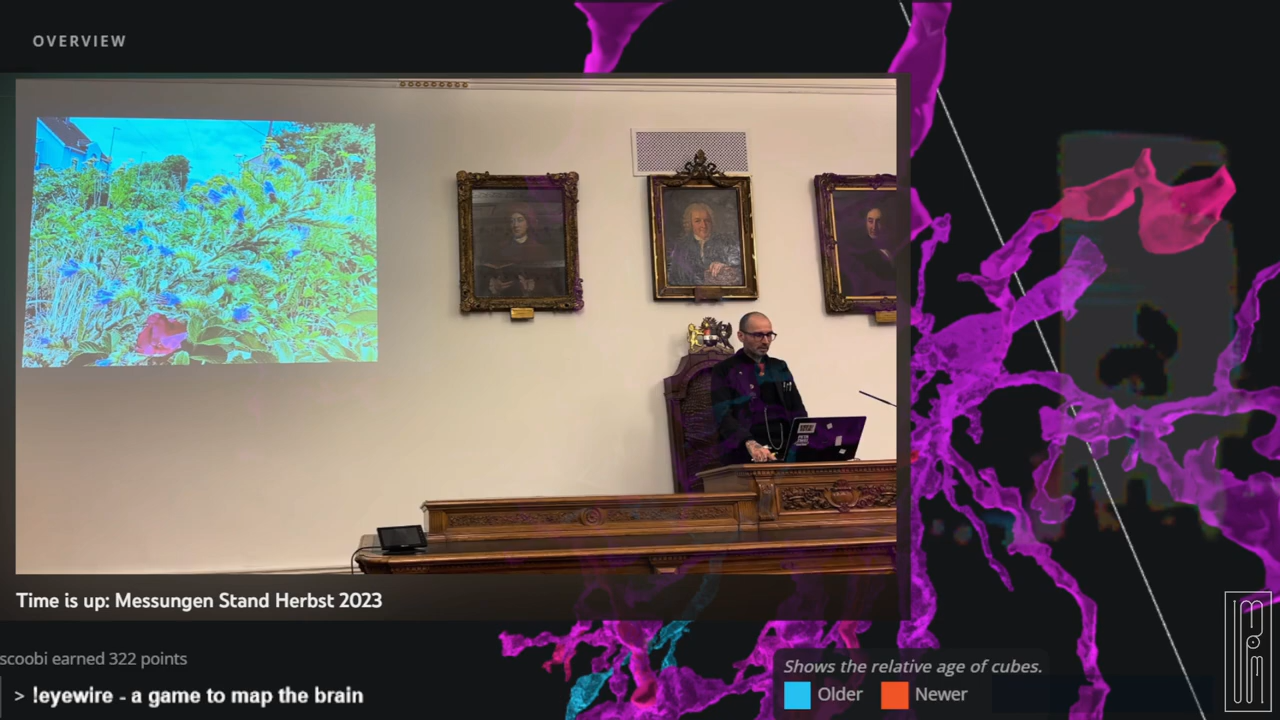 OVERVIEW
Time is up: Messungen Stand Herbst 2023
scoobi earned 322 points
> !eyewire - a game to map the brain
Shows the relative age of cubes.
Older
Newer